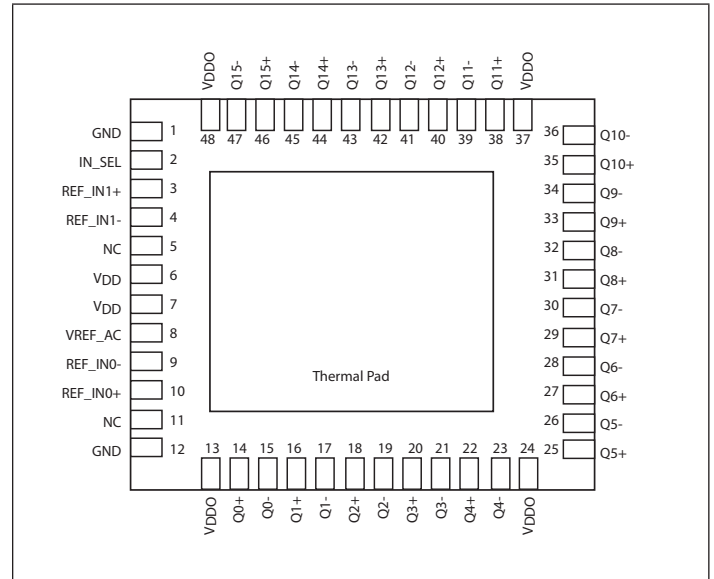 VDDO Q15- Q15+ Q14- Q14+ Q13- Q13+ Q12- Q12+ Q11- Q11+ VDDO
48 47 46 45 44 43 42 41 40 39 38 37
GND 1
IN_SEL 2
REF_IN1+ 3
REF_IN1- 4
NC 5
VDD 6
VDD 7
VREF_AC 8
REF_IN0- 9
REF_IN0+ 10
NC 11
GND 12
36 Q10-
35 Q10+
34 Q9-
33 Q9+
32 Q8-
31 Q8+
30 Q7-
29 Q7+
28 Q6-
27 Q6+
26 Q5-
25 Q5+
Thermal Pad
13 14 15 16 17 18 19 20 21 22 23 24
VDDO Q0+ Q0- Q1+ Q1- Q2+ Q2- Q3+ Q3- Q4+ Q4- VDDO